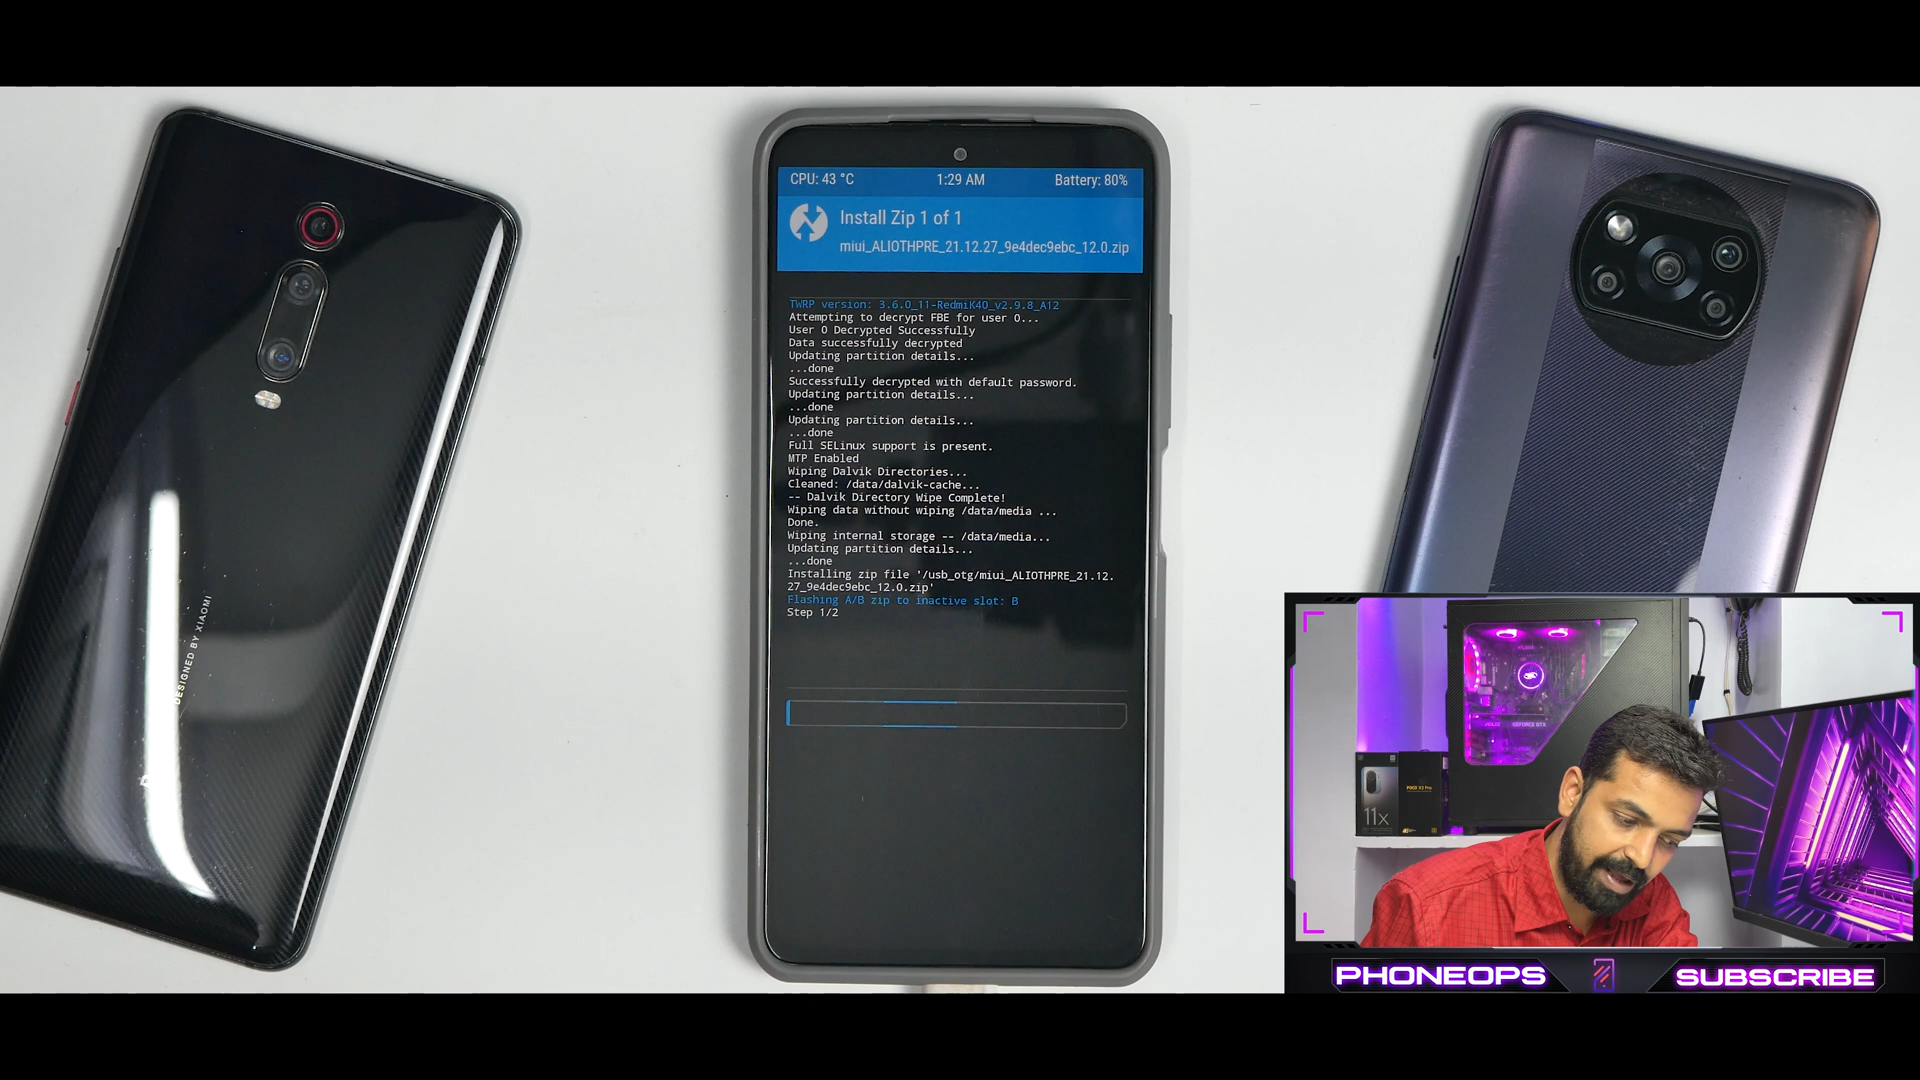 CPU: 43 °C 1:29 AM Battery: 80%
Install Zip 1 of 1
miui_ALIOTHPRE_21.12.27_9e4dec9ebc_12.0.zip
TWRP version: 3.6.0_11-RedmiK40_v2.9.8_A12
Attempting to decrypt FBE for user 0...
User 0 Decrypted Successfully
Data successfully decrypted
Updating partition details...
...done
Successfully decrypted with default password.
Updating partition details...
...done
Updating partition details...
...done
Full SELinux support is present.
MTP Enabled
Wiping Dalvik Directories...
Cleaned: /data/dalvik-cache...
-- Dalvik Directory Wipe Complete!
Wiping data without wiping /data/media ...
Done.
Wiping internal storage -- /data/media...
Updating partition details...
...done
Installing zip file '/usb_otg/miui_ALIOTHPRE_21.12.
27_9e4dec9ebc_12.0.zip'
Flashing A/B zip to inactive slot: B
Step 1/2
DESIGNED BY XIAOMI
GEFORCE GTX
11x
POCO X3 Pro
PHONEOPS
SUBSCRIBE